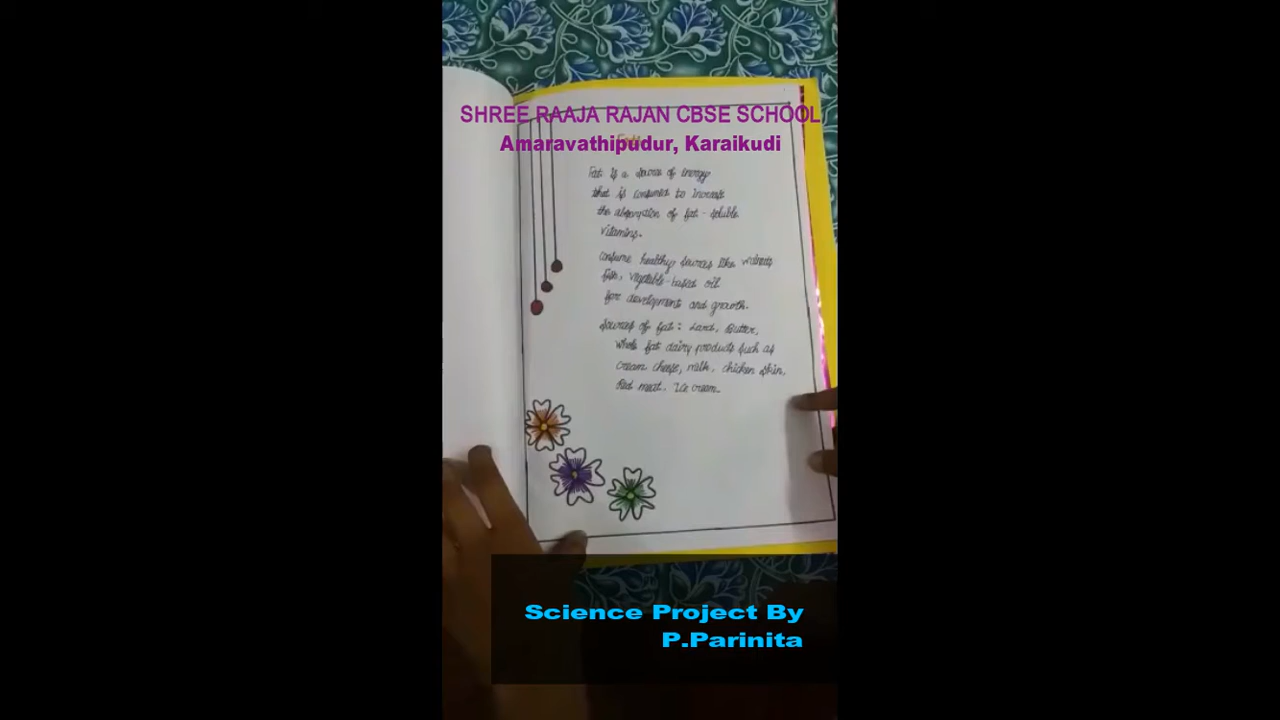 SHREE RAAJA RAJAN CBSE SCHOOL
Amaravathipudur, Karaikudi
Fat is a source of energy
that is consumed to increase
the absorption of fat - soluble
vitamins.
Consume healthy sources like walnuts
fish, vegetable-based oil
for development and growth.
Sources of fat : Lard, Butter,
whole fat dairy products such as
cream cheese, milk, chicken skin,
Red meat. Ice cream.
Science Project By
P.Parinita